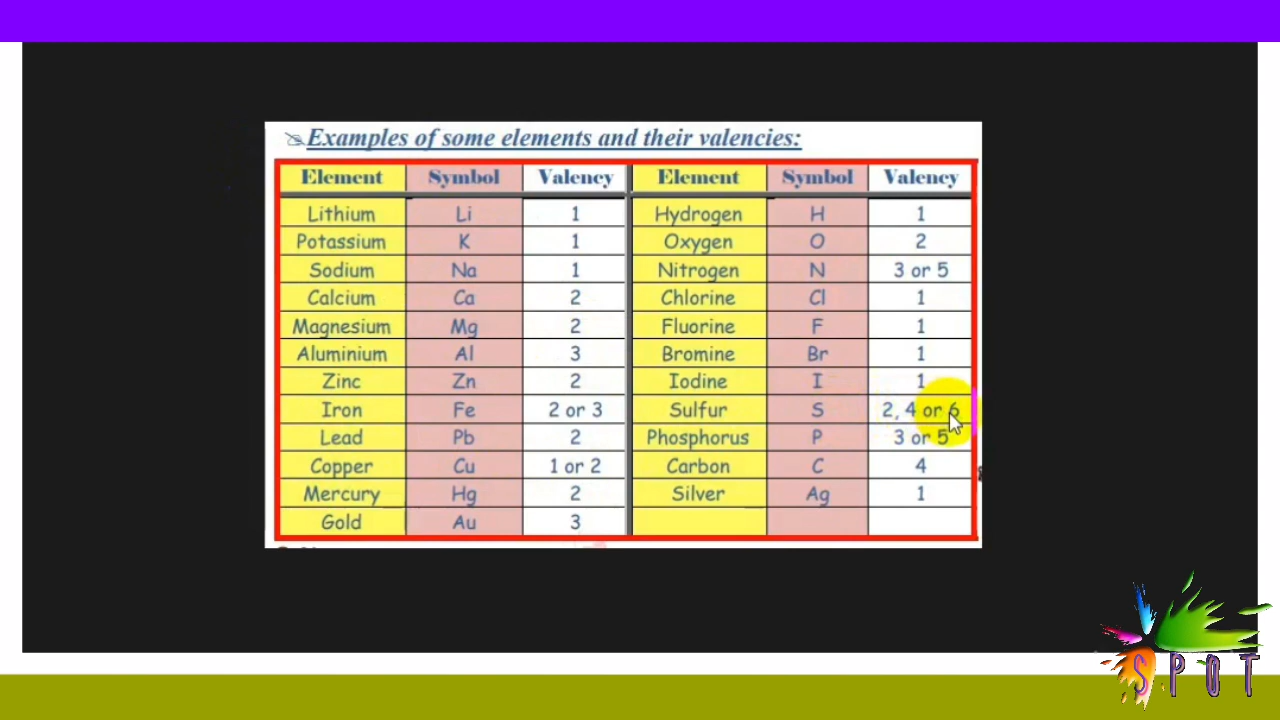 Examples of some elements and their valencies:
Element Symbol Valency Element Symbol Valency
Lithium Li 1 Hydrogen H 1
Potassium K 1 Oxygen O 2
Sodium Na 1 Nitrogen N 3 or 5
Calcium Ca 2 Chlorine Cl 1
Magnesium Mg 2 Fluorine F 1
Aluminium Al 3 Bromine Br 1
Zinc Zn 2 Iodine I 1
Iron Fe 2 or 3 Sulfur S 2, 4 or 6
Lead Pb 2 Phosphorus P 3 or 5
Copper Cu 1 or 2 Carbon C 4
Mercury Hg 2 Silver Ag 1
Gold Au 3
SPOT